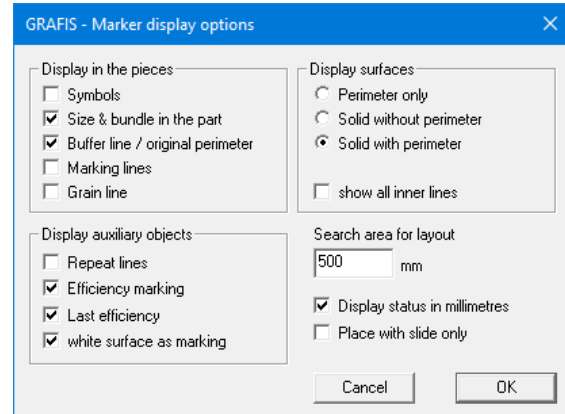 GRAFIS - Marker display options
Display in the pieces
Symbols
Size & bundle in the part
Buffer line / original perimeter
Marking lines
Grain line
Display surfaces
Perimeter only
Solid without perimeter
Solid with perimeter
show all inner lines
Display auxiliary objects
Repeat lines
Efficiency marking
Last efficiency
white surface as marking
Search area for layout
500 mm
Display status in millimetres
Place with slide only
Cancel OK